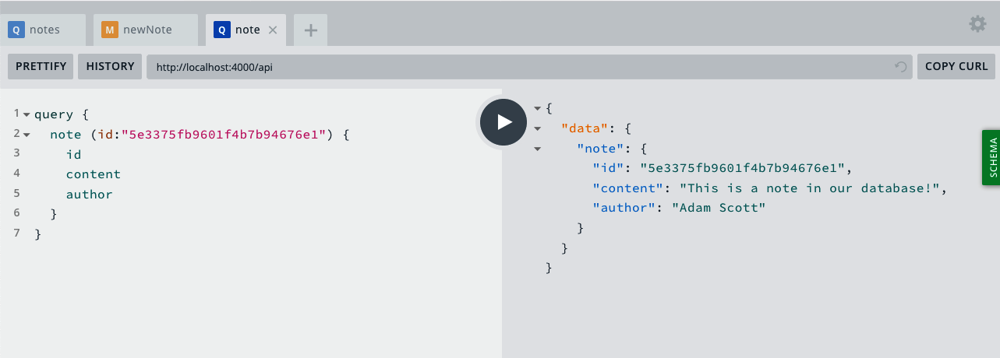 Q notes M newNote Q note × +
PRETTIFY HISTORY http://localhost:4000/api COPY CURL
1 query {
2 note (id:"5e3375fb9601f4b7b94676e1") {
3 id
4 content
5 author
6 }
7 }
{
"data": {
"note": {
"id": "5e3375fb9601f4b7b94676e1",
"content": "This is a note in our database!",
"author": "Adam Scott"
}
}
}
SCHEMA